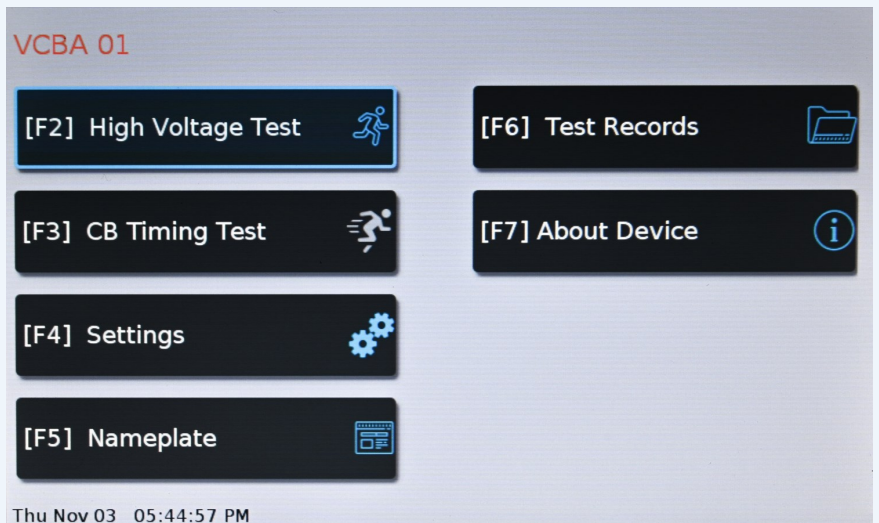 VCBA 01
[F2] High Voltage Test
[F3] CB Timing Test
[F4] Settings
[F5] Nameplate
[F6] Test Records
[F7] About Device
Thu Nov 03 05:44:57 PM